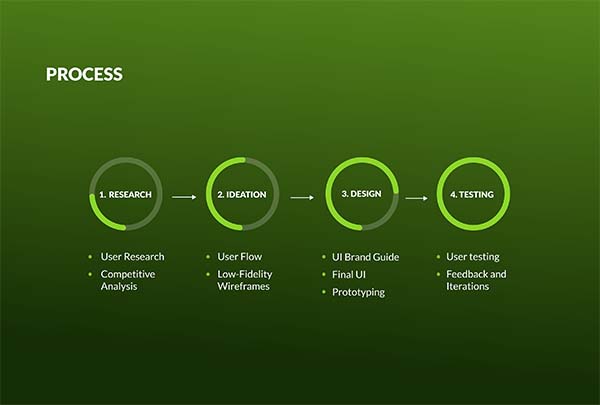 PROCESS
1. RESEARCH
2. IDEATION
3. DESIGN
4. TESTING
• User Research
• Competitive
Analysis
• User Flow
• Low-Fidelity
Wireframes
• UI Brand Guide
• Final UI
• Prototyping
• User testing
• Feedback and
Iterations